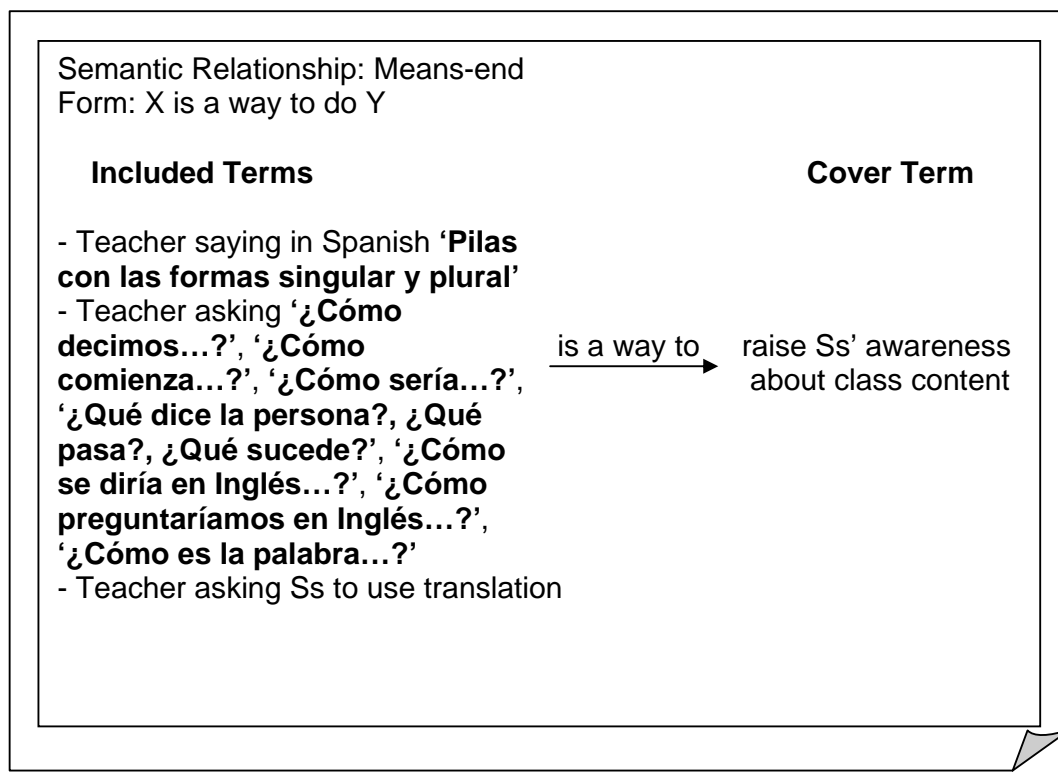 Semantic Relationship: Means-end
Form: X is a way to do Y
Included Terms
Cover Term
- Teacher saying in Spanish ‘Pilas
con las formas singular y plural’
- Teacher asking ‘¿Cómo
decimos…?’, ‘¿Cómo
comienza…?’, ‘¿Cómo sería…?’,
‘¿Qué dice la persona?, ¿Qué
pasa?, ¿Qué sucede?’, ‘¿Cómo
se diría en Inglés…?’, ‘¿Cómo
preguntaríamos en Inglés…?’,
‘¿Cómo es la palabra…?’
- Teacher asking Ss to use translation
is a way to
raise Ss’ awareness
about class content